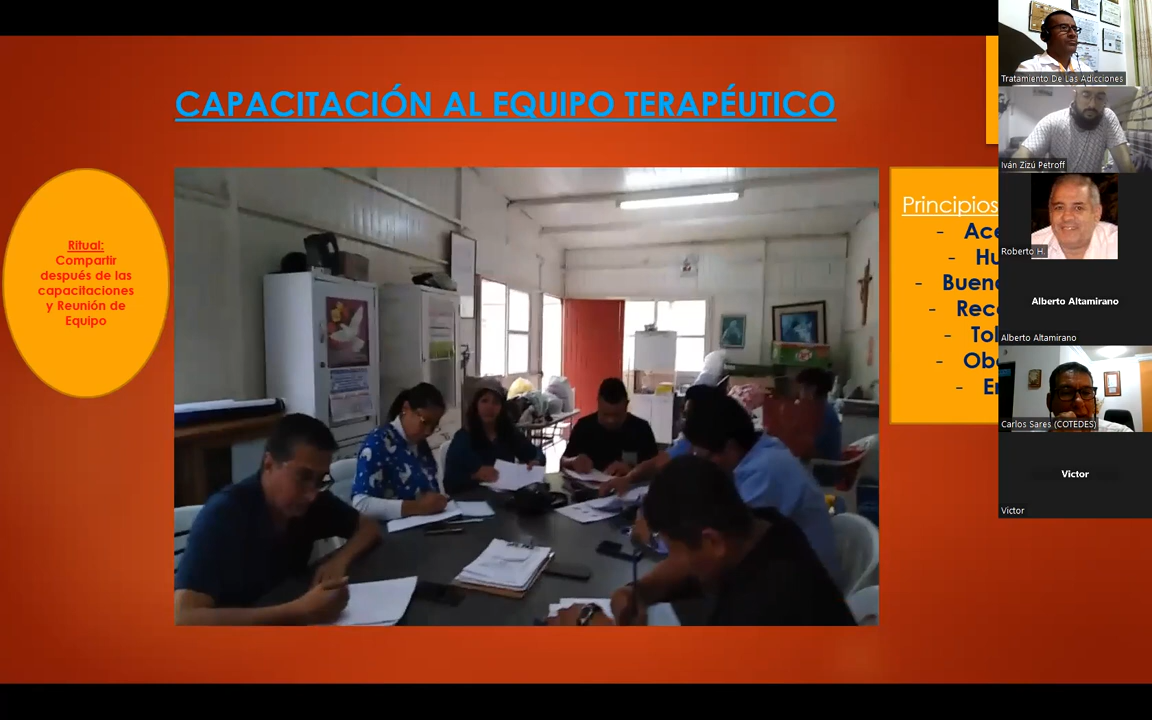 CAPACITACIÓN AL EQUIPO TERAPÉUTICO
Ritual:
Compartir
después de las
capacitaciones
y Reunión de
Equipo
Principios
-
-
- 
-
-
-
-
Tratamiento De Las Adicciones
Iván Zizú Petroff
Roberto H.
Alberto Altamirano
Alberto Altamirano
Carlos Sares (COTEDES)
Victor
Victor